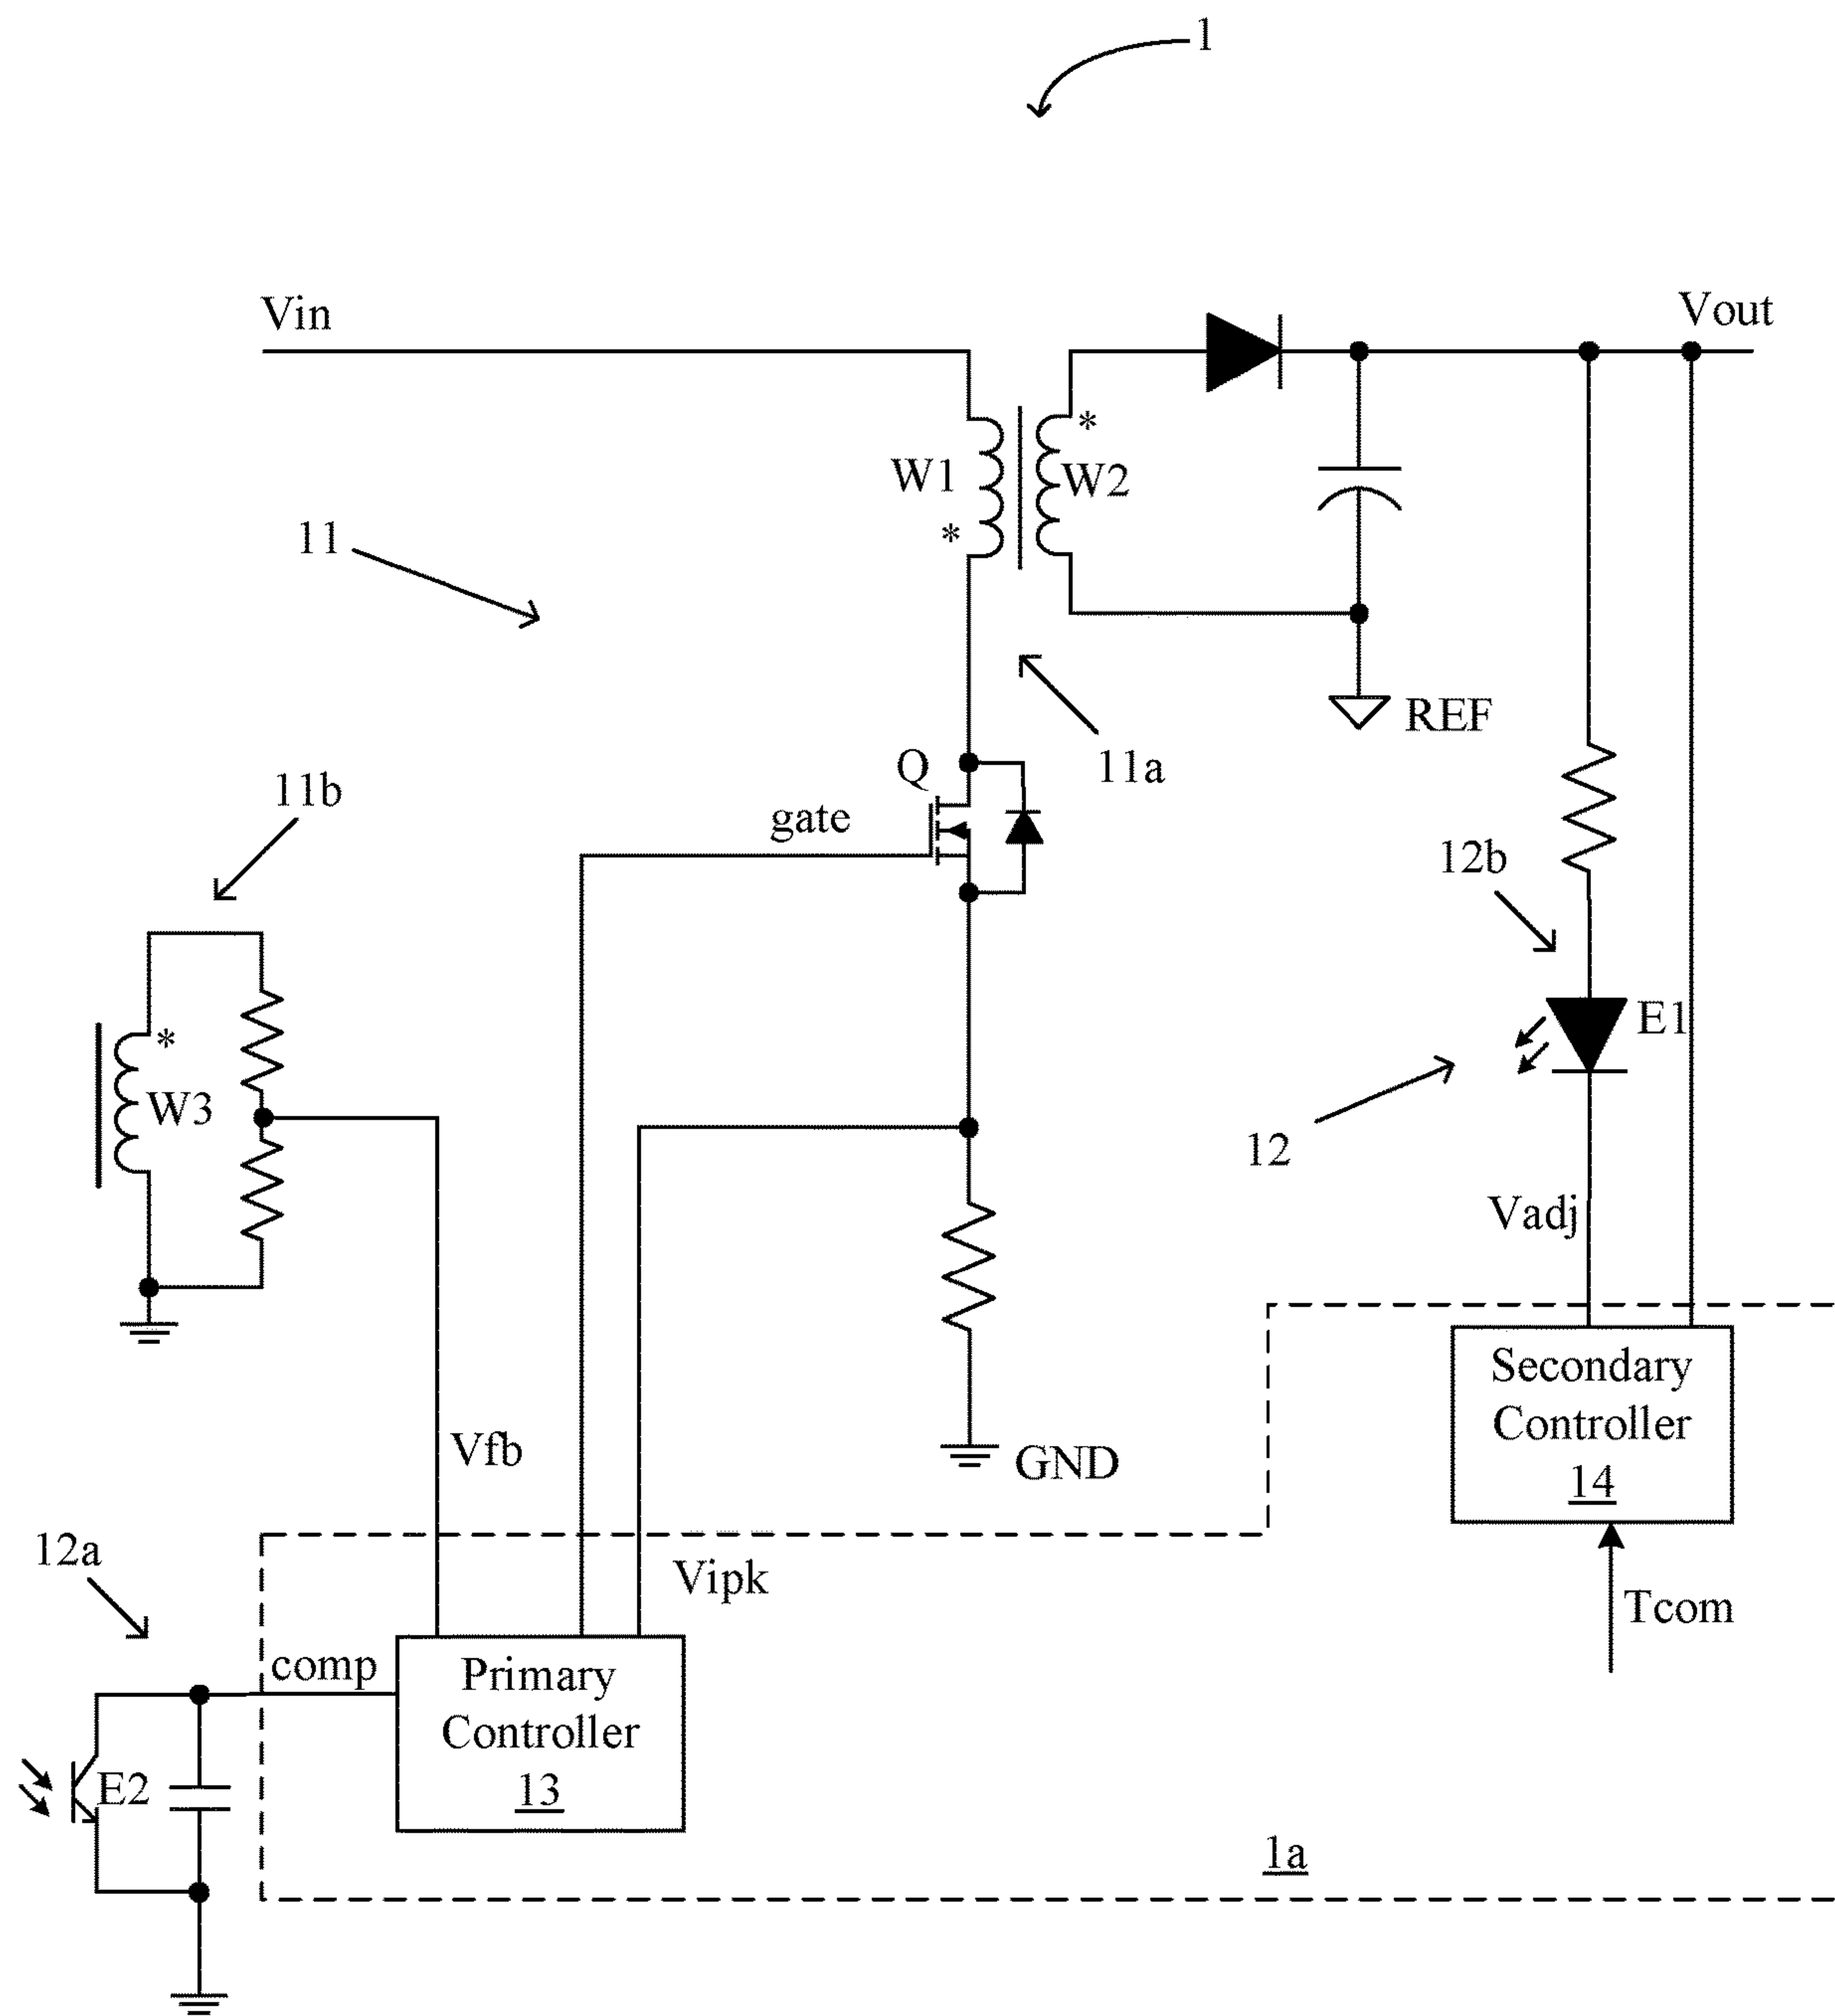 1
Vin
Vout
*
W1
W2
*
11
REF
11a
Q
11b
gate
12b
*
E1
W3
12
Vadj
Secondary
Controller
14
Vfb
GND
12a
Vipk
Tcom
comp
Primary
Controller
13
E2
1a